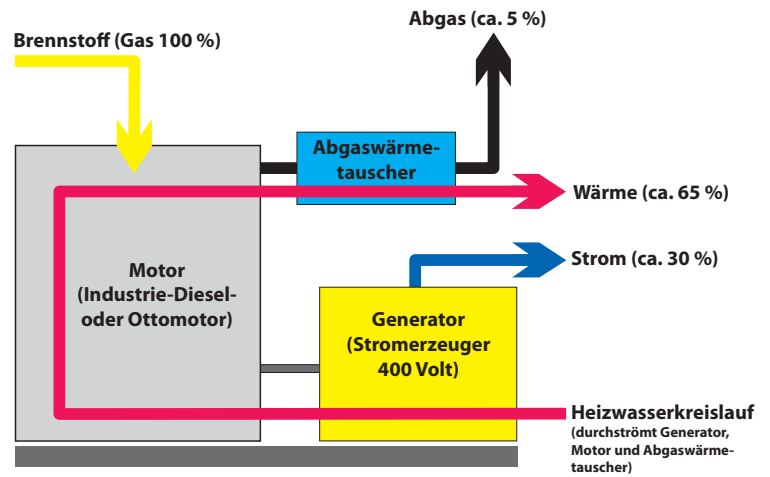 Abgas (ca. 5 %)
Brennstoff (Gas 100 %)
Abgaswärme-
tauscher
Wärme (ca. 65 %)
Strom (ca. 30 %)
Motor
(Industrie-Diesel-
oder Ottomotor)
Generator
(Stromerzeuger
400 Volt)
Heizwasserkreislauf
(durchströmt Generator,
Motor und Abgaswärme-
tauscher)